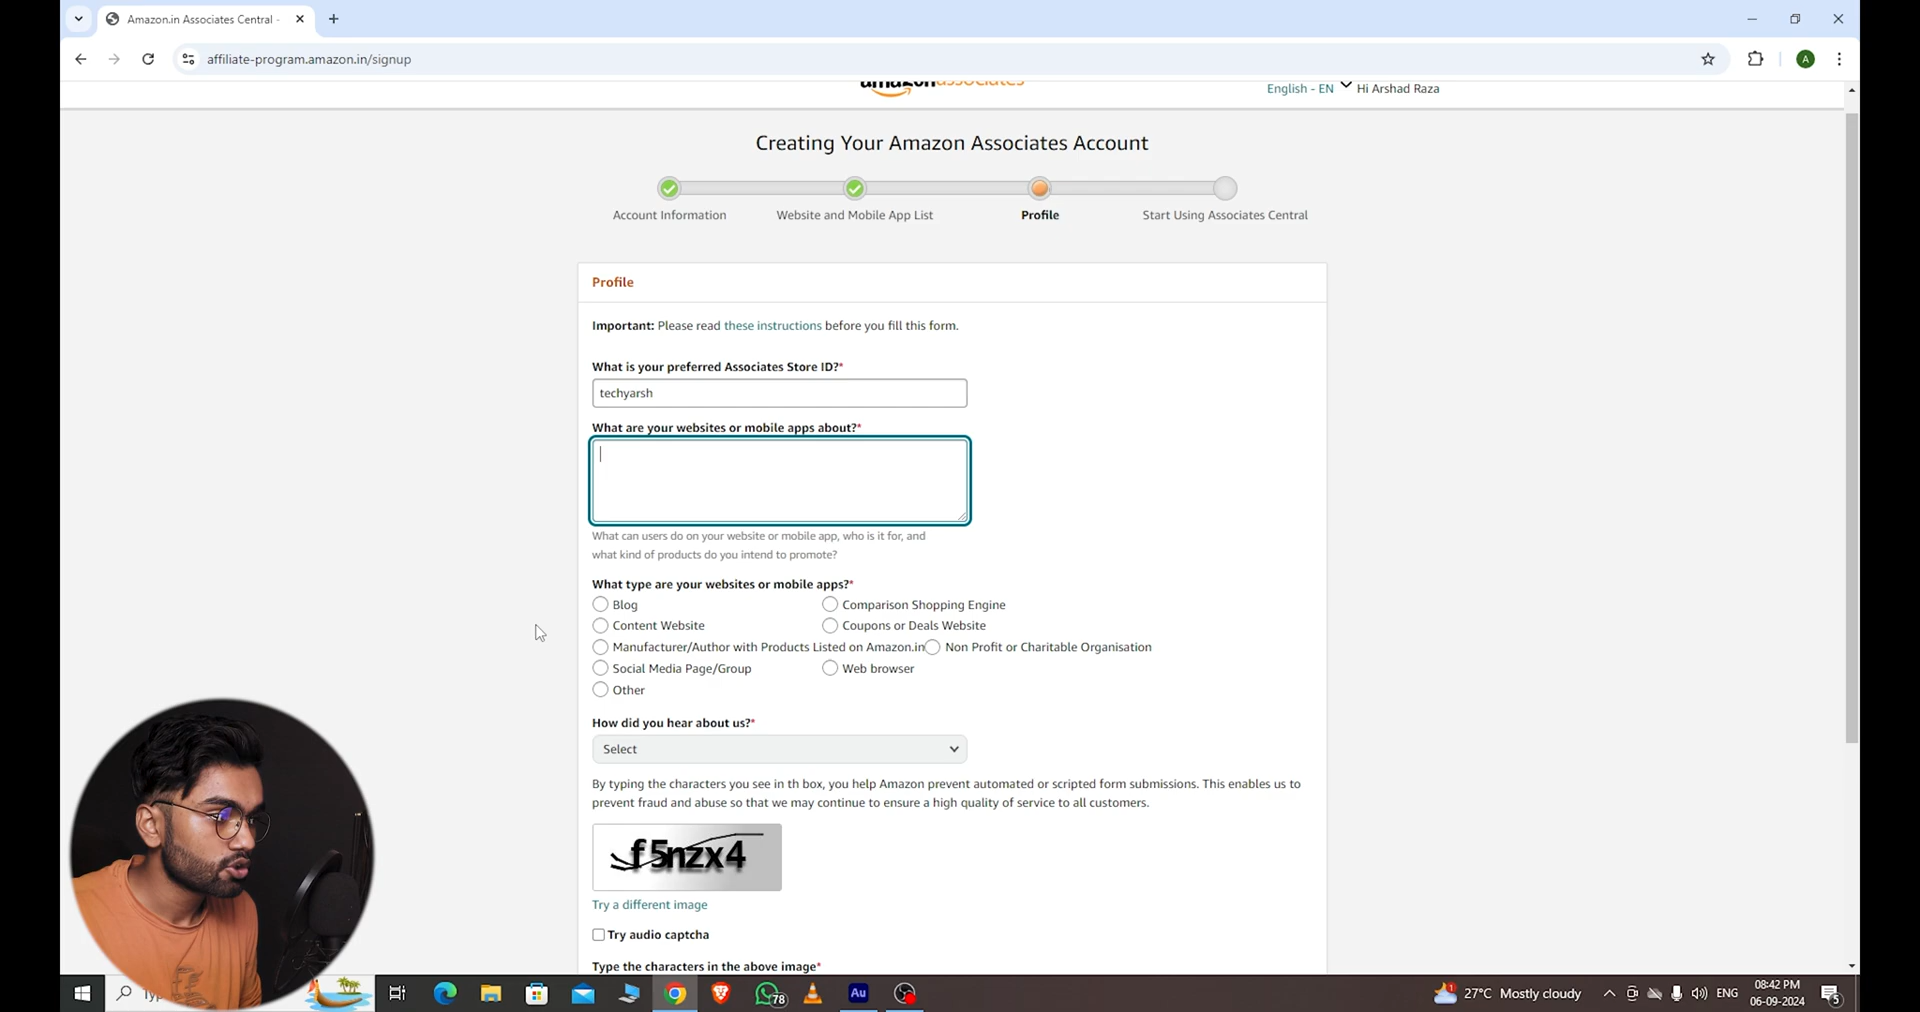 Amazon.in Associates Central -
affiliate-program.amazon.in/signup
A
amazon associates
English - EN
Hi Arshad Raza
Creating Your Amazon Associates Account
Account Information
Website and Mobile App List
Profile
Start Using Associates Central
Profile
Important: Please read these instructions before you fill this form.
What is your preferred Associates Store ID?*
techyarsh
What are your websites or mobile apps about?*
What can users do on your website or mobile app, who is it for, and
what kind of products do you intend to promote?
What type are your websites or mobile apps?*
Blog
Comparison Shopping Engine
Content Website
Coupons or Deals Website
Manufacturer/Author with Products Listed on Amazon.in
Non Profit or Charitable Organisation
Social Media Page/Group
Web browser
Other
How did you hear about us?*
Select
By typing the characters you see in th box, you help Amazon prevent automated or scripted form submissions. This enables us to
prevent fraud and abuse so that we may continue to ensure a high quality of service to all customers.
f5nzx4
Try a different image
Try audio captcha
Type the characters in the above image*
78
Au
1
27°C Mostly cloudy
ENG
08:42 PM
06-09-2024
5